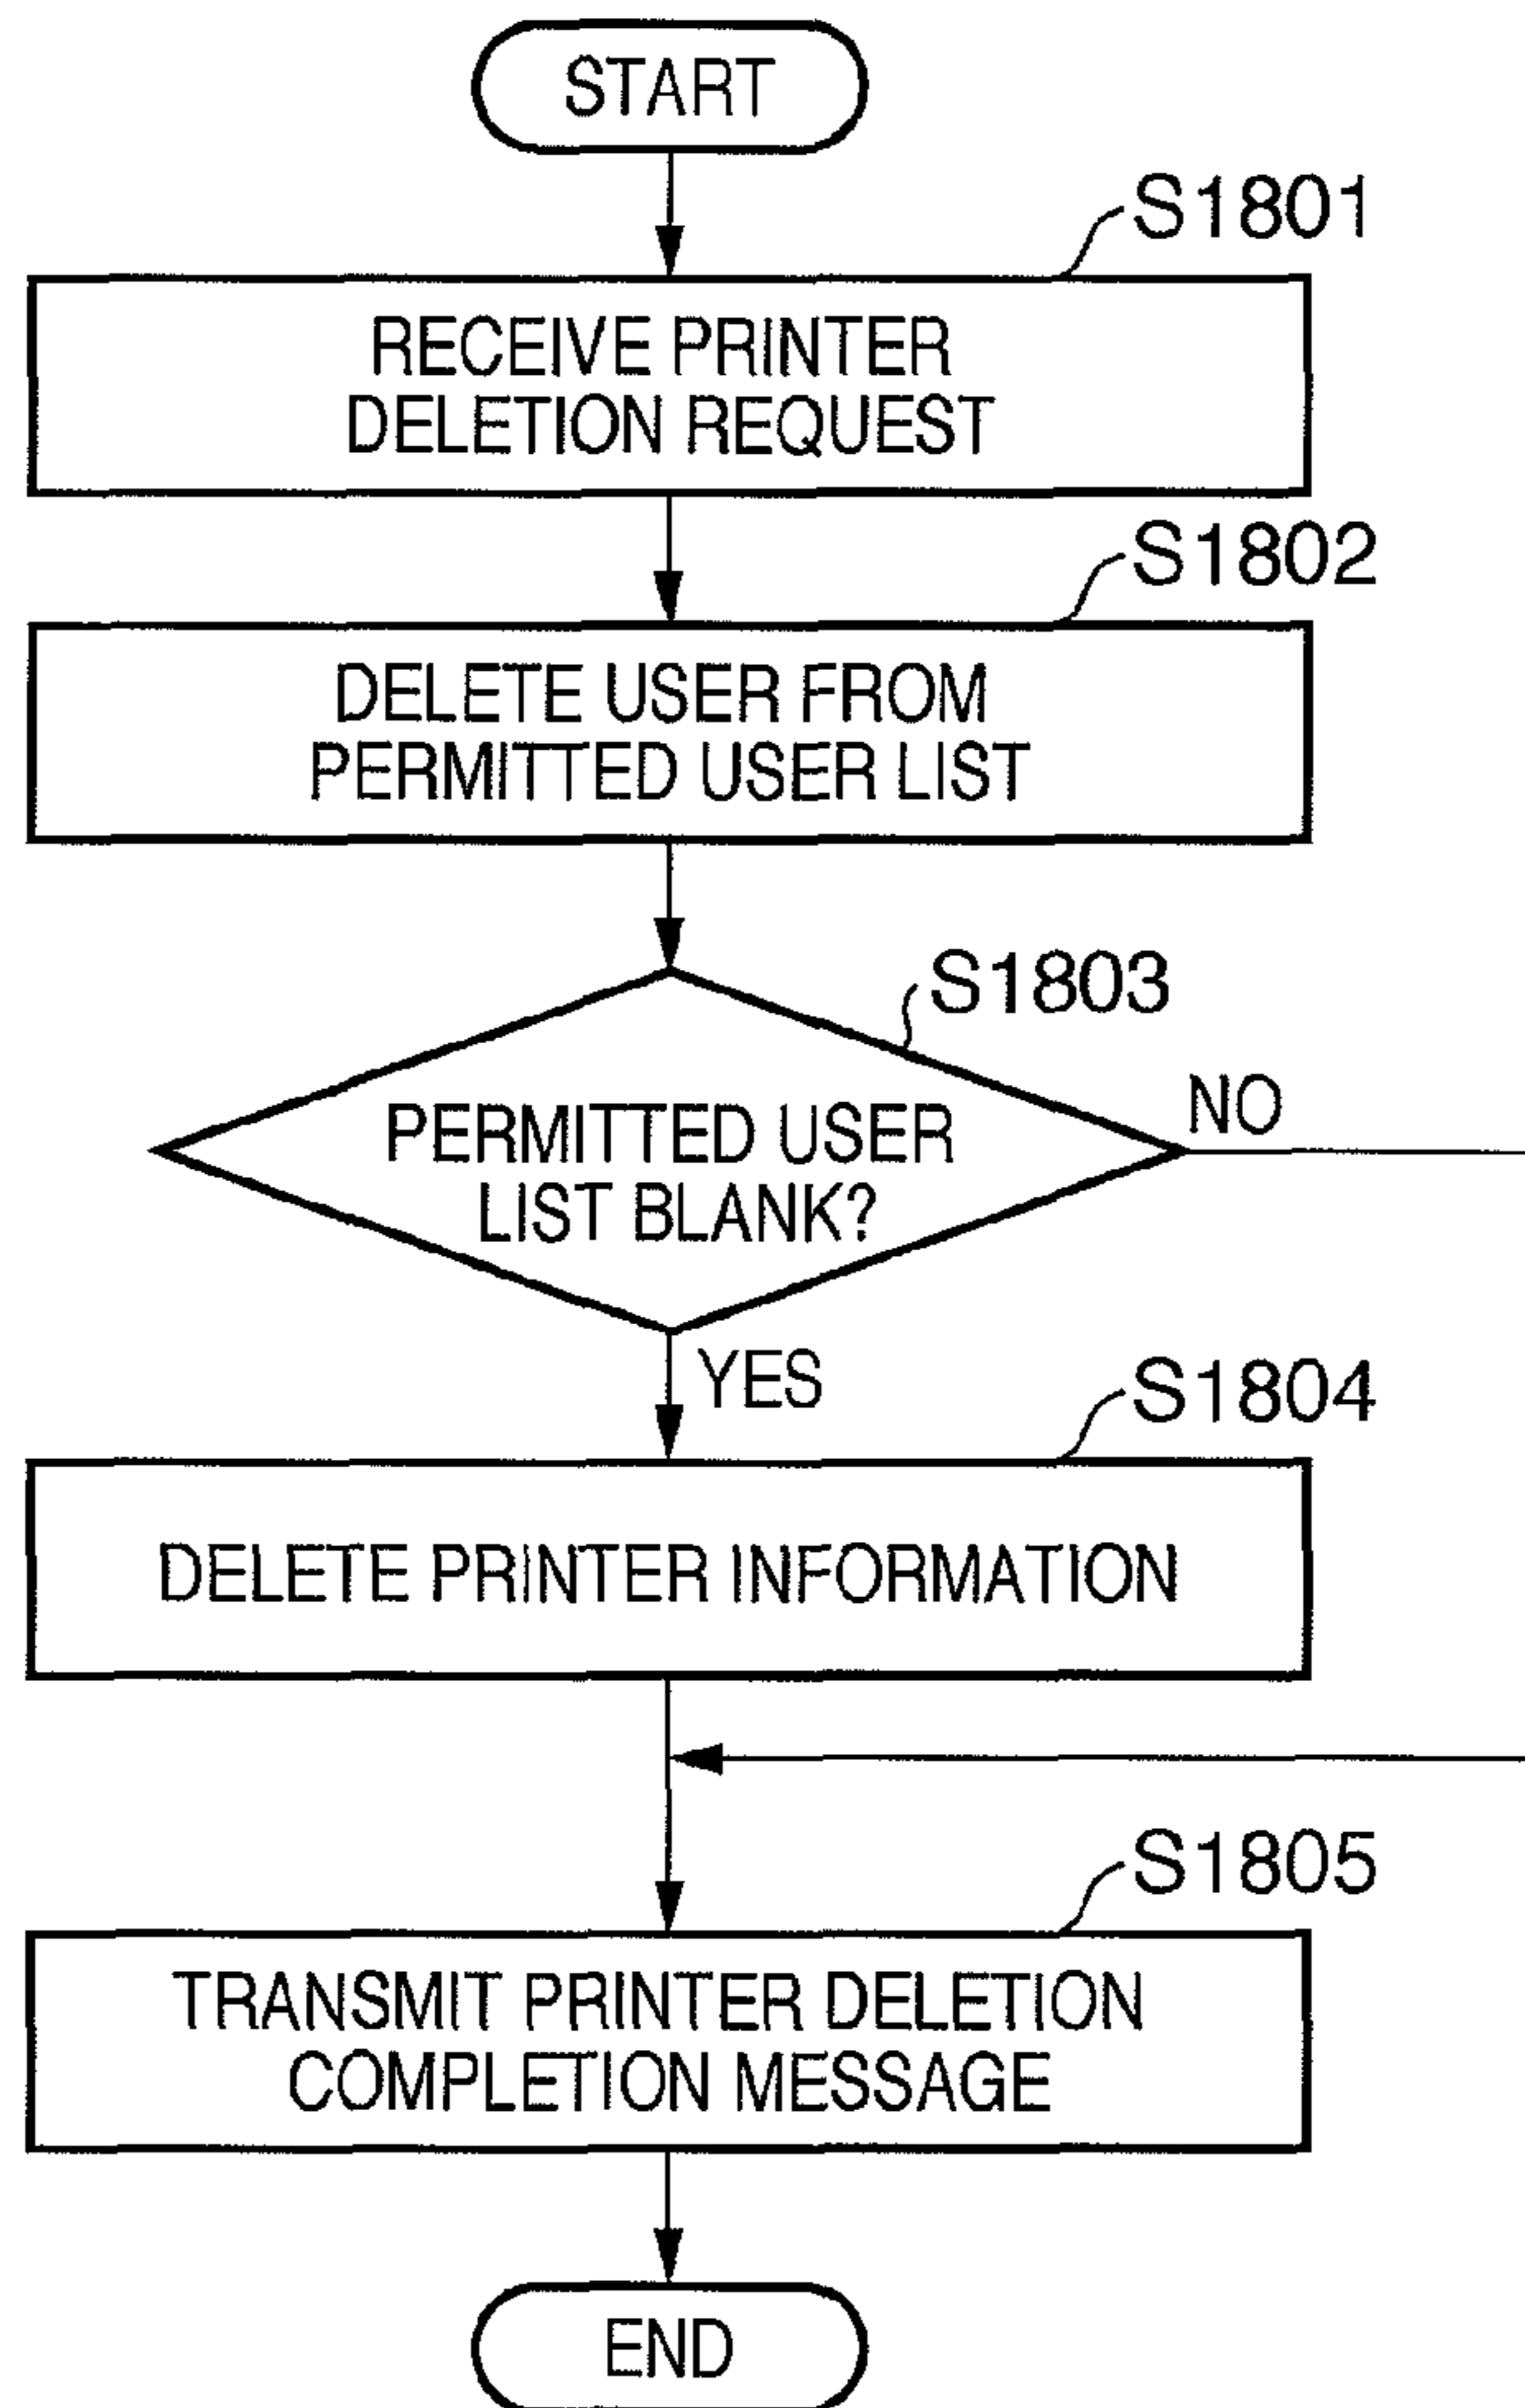 START
S1801
RECEIVE PRINTER
DELETION REQUEST
S1802
DELETE USER FROM
PERMITTED USER LIST
S1803
PERMITTED USER
LIST BLANK?
NO
YES
S1804
DELETE PRINTER INFORMATION
S1805
TRANSMIT PRINTER DELETION
COMPLETION MESSAGE
END